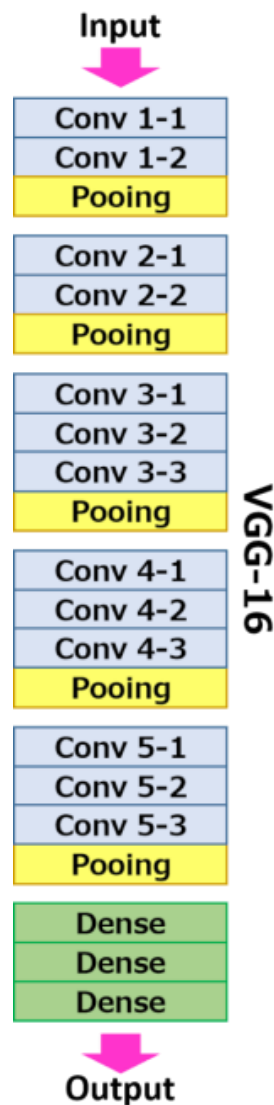 Input
Conv 1-1
Conv 1-2
Pooing
Conv 2-1
Conv 2-2
Pooing
Conv 3-1
Conv 3-2
Conv 3-3
Pooing
Conv 4-1
Conv 4-2
Conv 4-3
Pooing
Conv 5-1
Conv 5-2
Conv 5-3
Pooing
Dense
Dense
Dense
Output
VGG-16